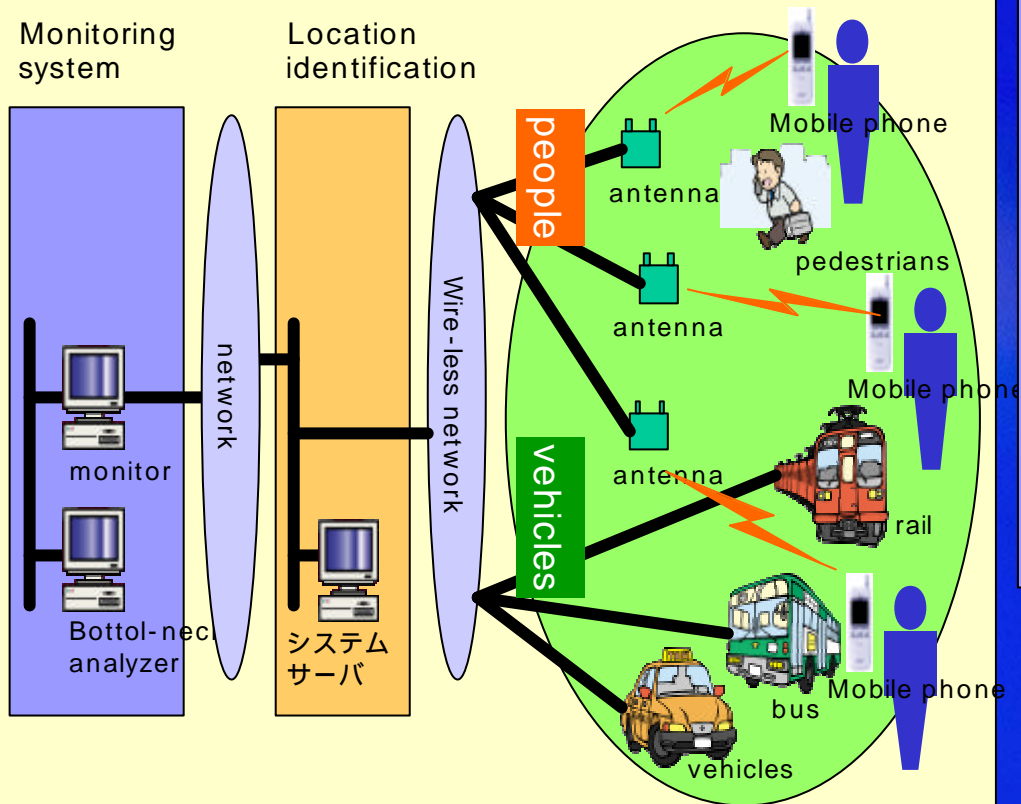 Monitoring
system
Location
identification
people
Mobile phone
antenna
pedestrians
antenna
network
Wire-less network
Mobile phone
monitor
vehicles
antenna
rail
Bottol-neck
analyzer
システム
サーバ
Mobile phone
bus
vehicles